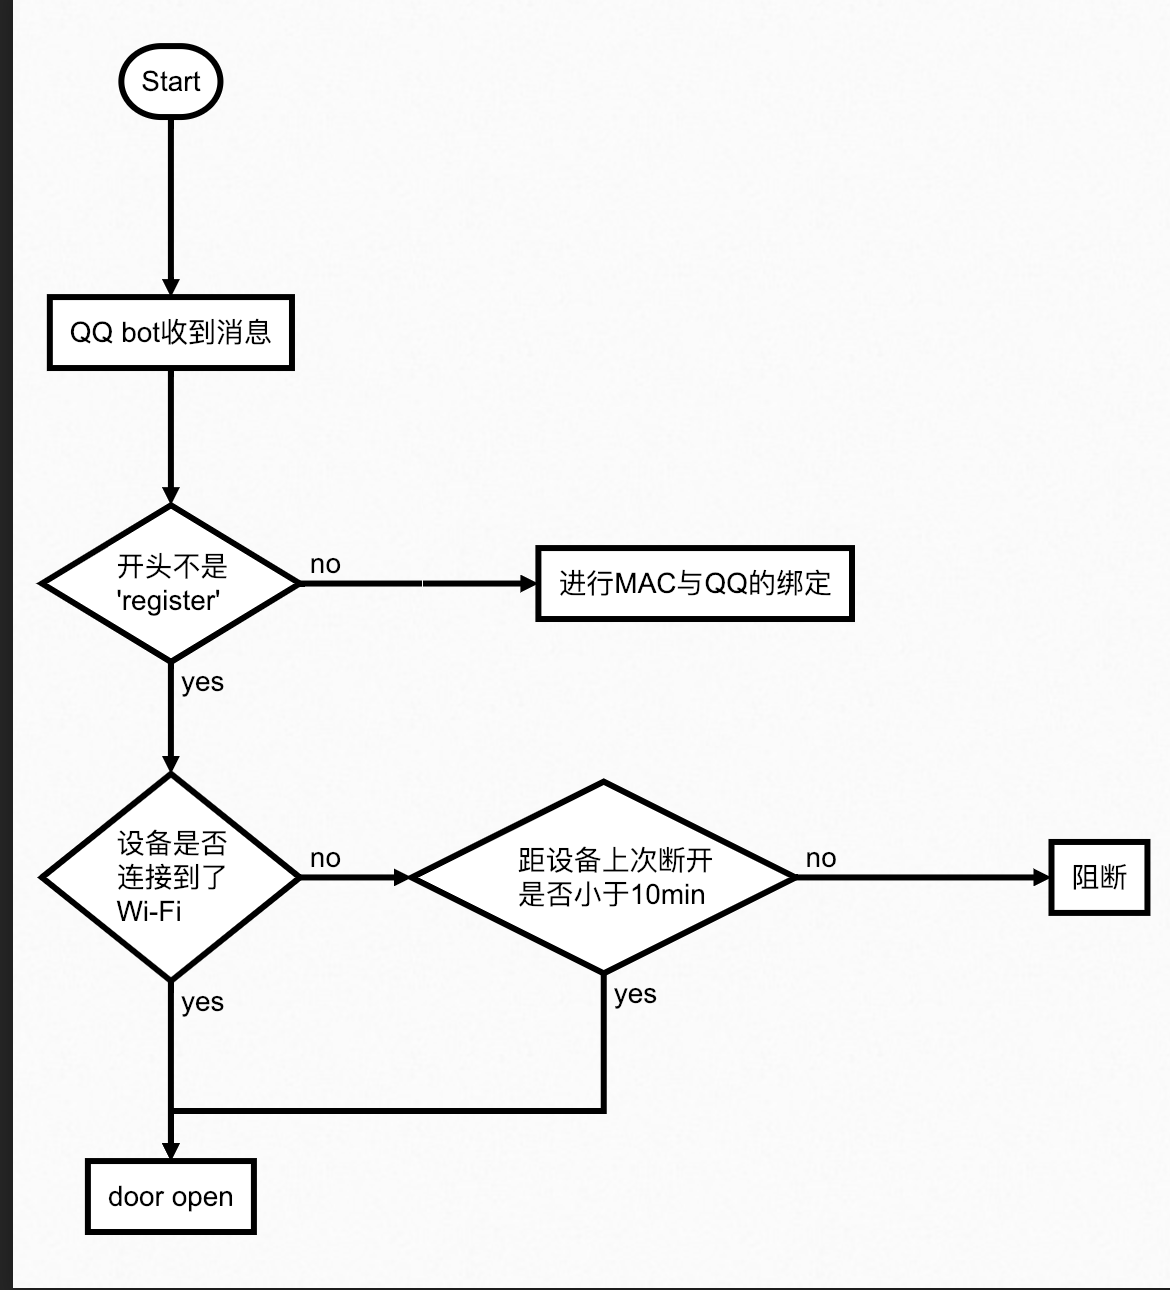 Start
QQ bot收到消息
开头不是
'register'
no
进行MAC与QQ的绑定
yes
设备是否
连接到了
Wi-Fi
no
距设备上次断开
是否小于10min
no
阻断
yes
yes
door open